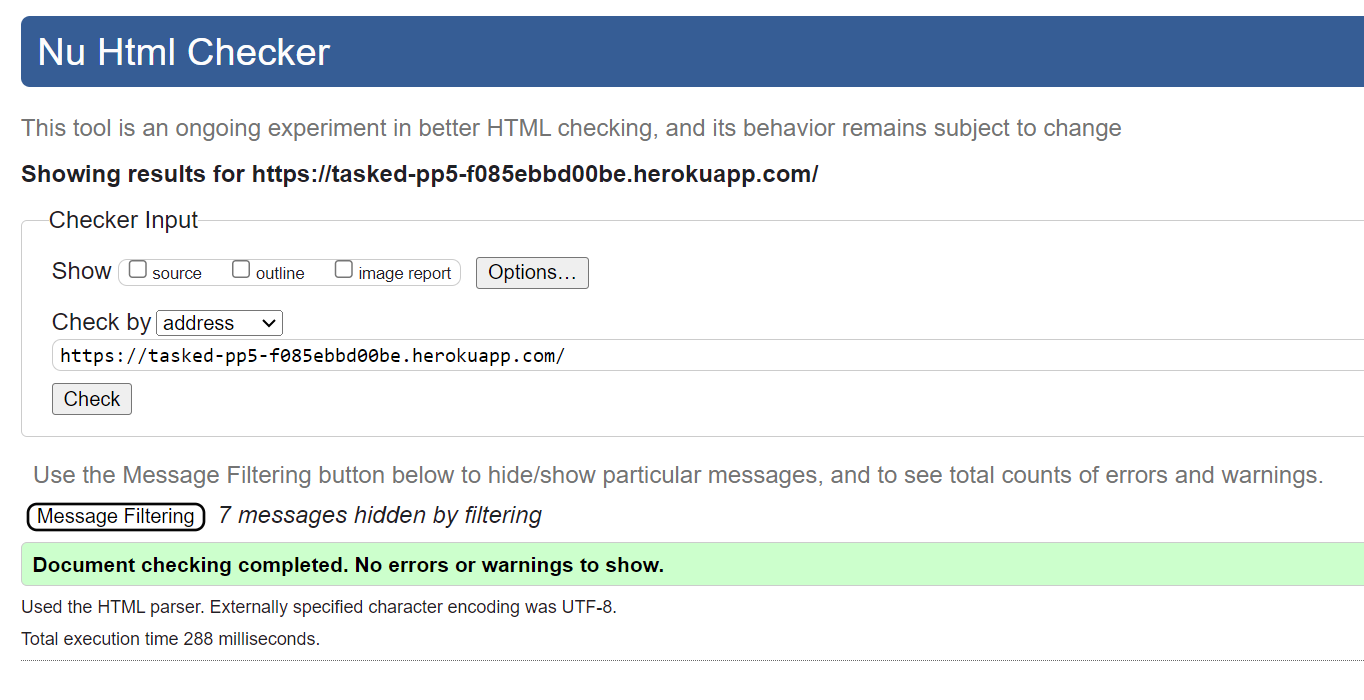 Nu Html Checker
This tool is an ongoing experiment in better HTML checking, and its behavior remains subject to change
Showing results for https://tasked-pp5-f085ebbd00be.herokuapp.com/
Checker Input
Show source outline image report Options...
Check by address
https://tasked-pp5-f085ebbd00be.herokuapp.com/
Check
Use the Message Filtering button below to hide/show particular messages, and to see total counts of errors and warnings.
Message Filtering 7 messages hidden by filtering
Document checking completed. No errors or warnings to show.
Used the HTML parser. Externally specified character encoding was UTF-8.
Total execution time 288 milliseconds.